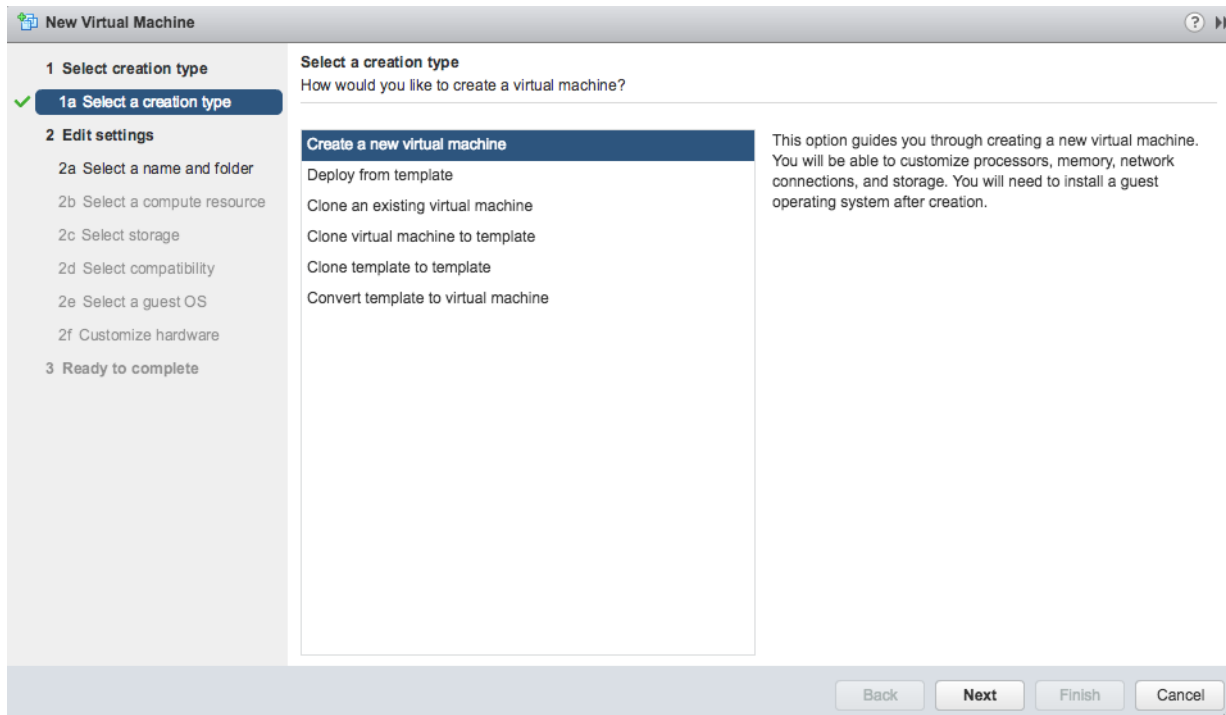 New Virtual Machine
?
1 Select creation type
1a Select a creation type
2 Edit settings
2a Select a name and folder
2b Select a compute resource
2c Select storage
2d Select compatibility
2e Select a guest OS
2f Customize hardware
3 Ready to complete
Select a creation type
How would you like to create a virtual machine?
Create a new virtual machine
Deploy from template
Clone an existing virtual machine
Clone virtual machine to template
Clone template to template
Convert template to virtual machine
This option guides you through creating a new virtual machine.
You will be able to customize processors, memory, network
connections, and storage. You will need to install a guest
operating system after creation.
Back
Next
Finish
Cancel